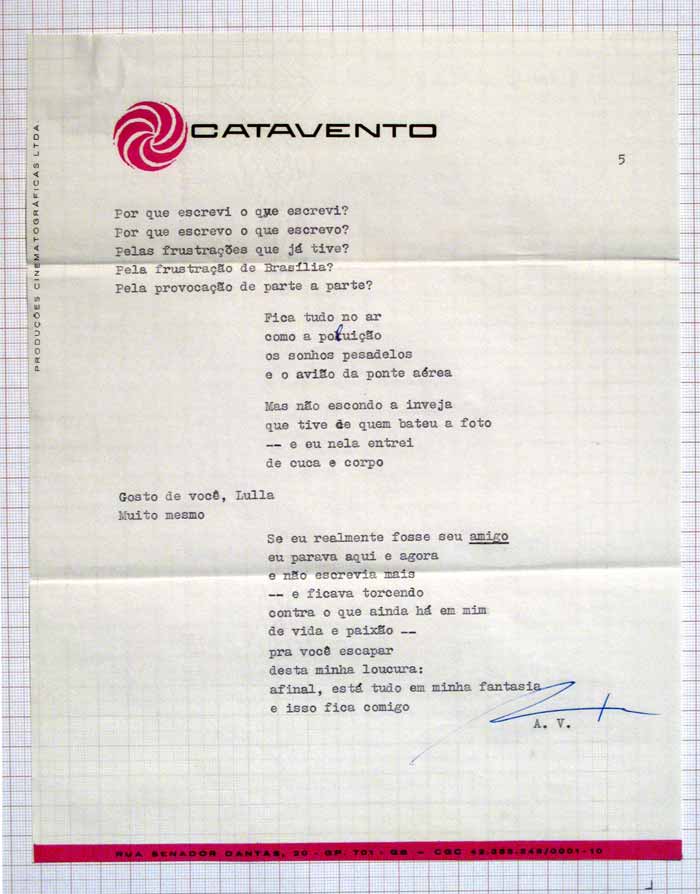 CATAVENTO
PRODUÇÕES CINEMATOGRÁFICAS LTDA.
5
Por que escrevi o que escrevi?
Por que escrevo o que escrevo?
Pelas frustrações que já tive?
Pela frustração de Brasília?
Pela provocação de parte a parte?
Fica tudo no ar
como a poluição
os sonhos pesadelos
e o avião da ponte aérea
Mas não escondo a inveja
que tive de quem bateu a foto
-- e eu nela entrei
de cuca e corpo
Gosto de você, Lulla
Muito mesmo
Se eu realmente fosse seu amigo
eu parava aqui e agora
e não escrevia mais
-- e ficava torcendo
contra o que ainda há em mim
de vida e paixão --
pra você escapar
desta minha loucura:
afinal, está tudo em minha fantasia
e isso fica comigo
A. V.
RUA SENADOR DANTAS, 20 - GP. 701 - GB - CGC